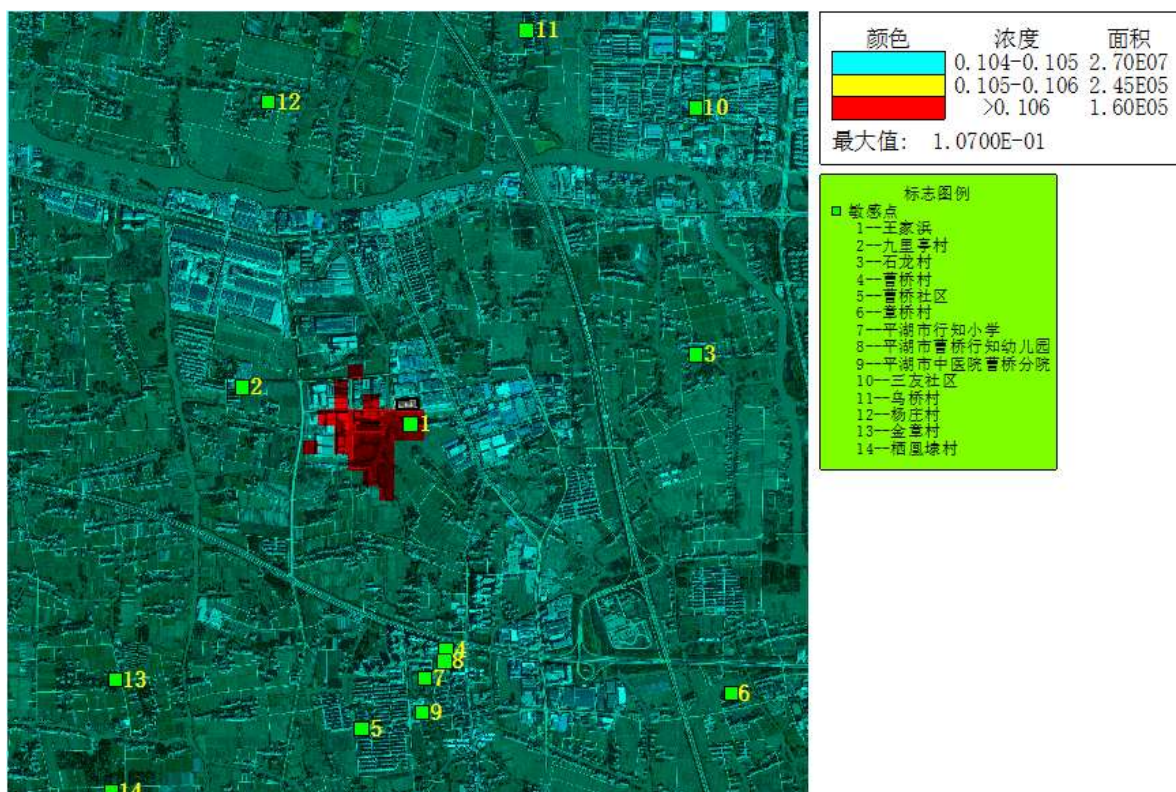 11
12
10
3
2
1
4
8
7
13
6
9
5
14
颜色 浓度 面积
0.104-0.105 2.70E07
0.105-0.106 2.45E05
>0.106 1.60E05
最大值: 1.0700E-01
标志图例
敏感点
1--王家浜
2--九里亭村
3--石龙村
4--曹桥村
5--曹桥社区
6--章桥村
7--平湖市行知小学
8--平湖市曹桥行知幼儿园
9--平湖市中医院曹桥分院
10--三友社区
11--乌桥村
12--杨庄村
13--金章村
14--栖凰埭村